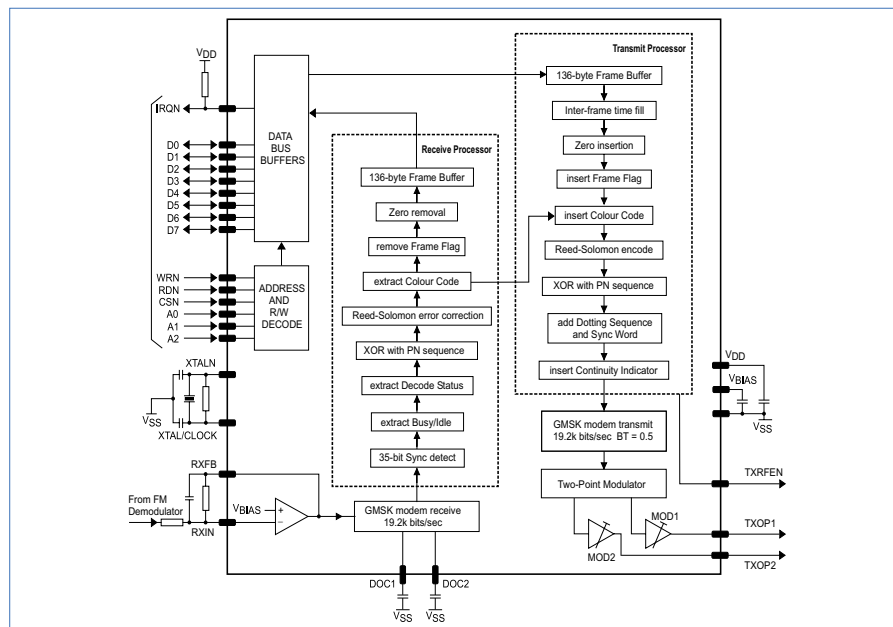 Transmit Processor
136-byte Frame Buffer
Inter-frame time fill
Zero insertion
insert Frame Flag
insert Colour Code
Reed-Solomon encode
XOR with PN sequence
add Dotting Sequence
and Sync Word
insert Continuity Indicator
GMSK modem transmit
19.2k bits/sec BT = 0.5
Two-Point Modulator
MOD1
MOD2
VDD
IRQN
D0
D1
D2
D3
D4
D5
D6
D7
DATA
BUS
BUFFERS
WRN
RDN
CSN
A0
A1
A2
ADDRESS
AND
R/W
DECODE
XTALN
VSS
XTAL/CLOCK
Receive Processor
136-byte Frame Buffer
Zero removal
remove Frame Flag
extract Colour Code
Reed-Solomon error correction
XOR with PN sequence
extract Decode Status
extract Busy/Idle
35-bit Sync detect
GMSK modem receive
19.2k bits/sec
RXFB
From FM
Demodulator
RXIN
VBIAS
+
−
DOC1
DOC2
VSS
VSS
VDD
VBIAS
VSS
TXRFEN
TXOP1
TXOP2